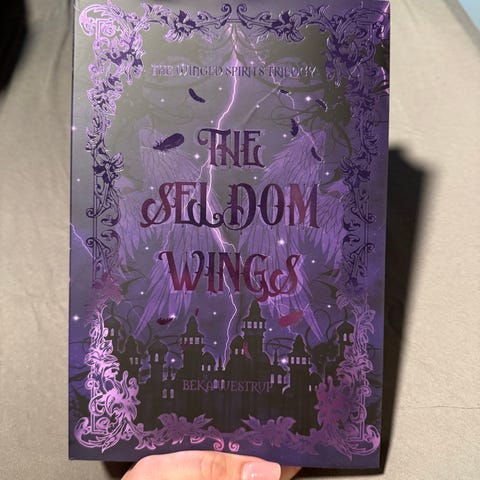 THE WINGED SPIRITS TRILOGY
THE
SELDOM
WINGS
BEKA WESTRUP